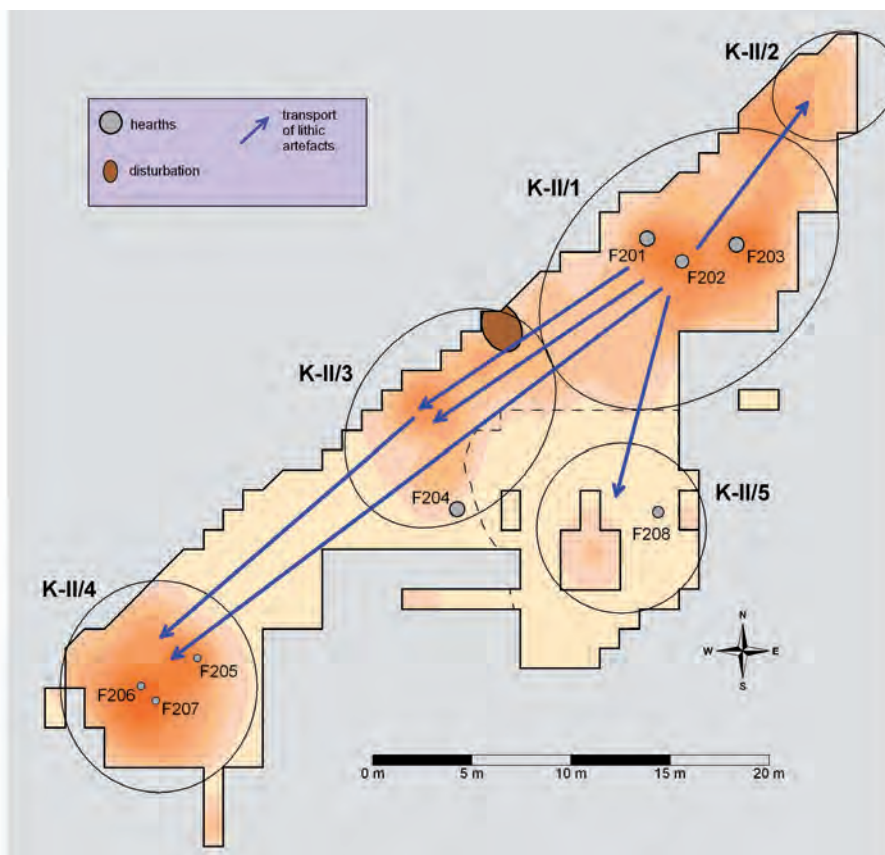 K-II/2
hearths
transport
of lithic
artefacts
disturbation
K-II/1
F201
F203
F202
K-II/3
K-II/5
F204
F208
K-II/4
F205
F206
F207
N
W E
S
0 m 5 m 10 m 15 m 20 m